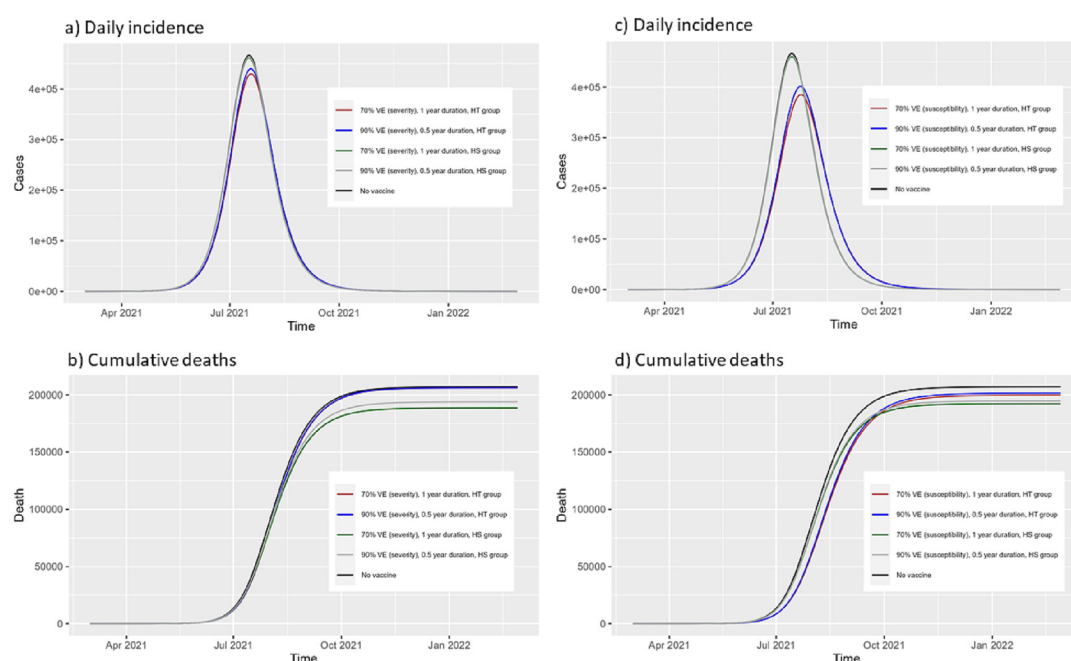 a) Daily incidence
4e+05
3e+05
2e+05
1e+05
0e+00
Cases
70% VE (severity), 1 year duration, HT group
90% VE (severity), 0.5 year duration, HT group
70% VE (severity), 1 year duration, HS group
90% VE (severity), 0.5 year duration, HS group
No vaccine
Apr 2021
Jul 2021
Oct 2021
Jan 2022
Time
b) Cumulative deaths
200000
150000
100000
50000
0
Death
70% VE (severity), 1 year duration, HT group
90% VE (severity), 0.5 year duration, HT group
70% VE (severity), 1 year duration, HS group
90% VE (severity), 0.5 year duration, HS group
No vaccine
Apr 2021
Jul 2021
Oct 2021
Jan 2022
Time
c) Daily incidence
4e+05
3e+05
2e+05
1e+05
0e+00
Cases
70% VE (susceptibility), 1 year duration, HT group
90% VE (susceptibility), 0.5 year duration, HT group
70% VE (susceptibility), 1 year duration, HS group
90% VE (susceptibility), 0.5 year duration, HS group
No vaccine
Apr 2021
Jul 2021
Oct 2021
Jan 2022
Time
d) Cumulative deaths
200000
150000
100000
50000
0
Death
70% VE (susceptibility), 1 year duration, HT group
90% VE (susceptibility), 0.5 year duration, HT group
70% VE (susceptibility), 1 year duration, HS group
90% VE (susceptibility), 0.5 year duration, HS group
No vaccine
Apr 2021
Jul 2021
Oct 2021
Jan 2022
Time